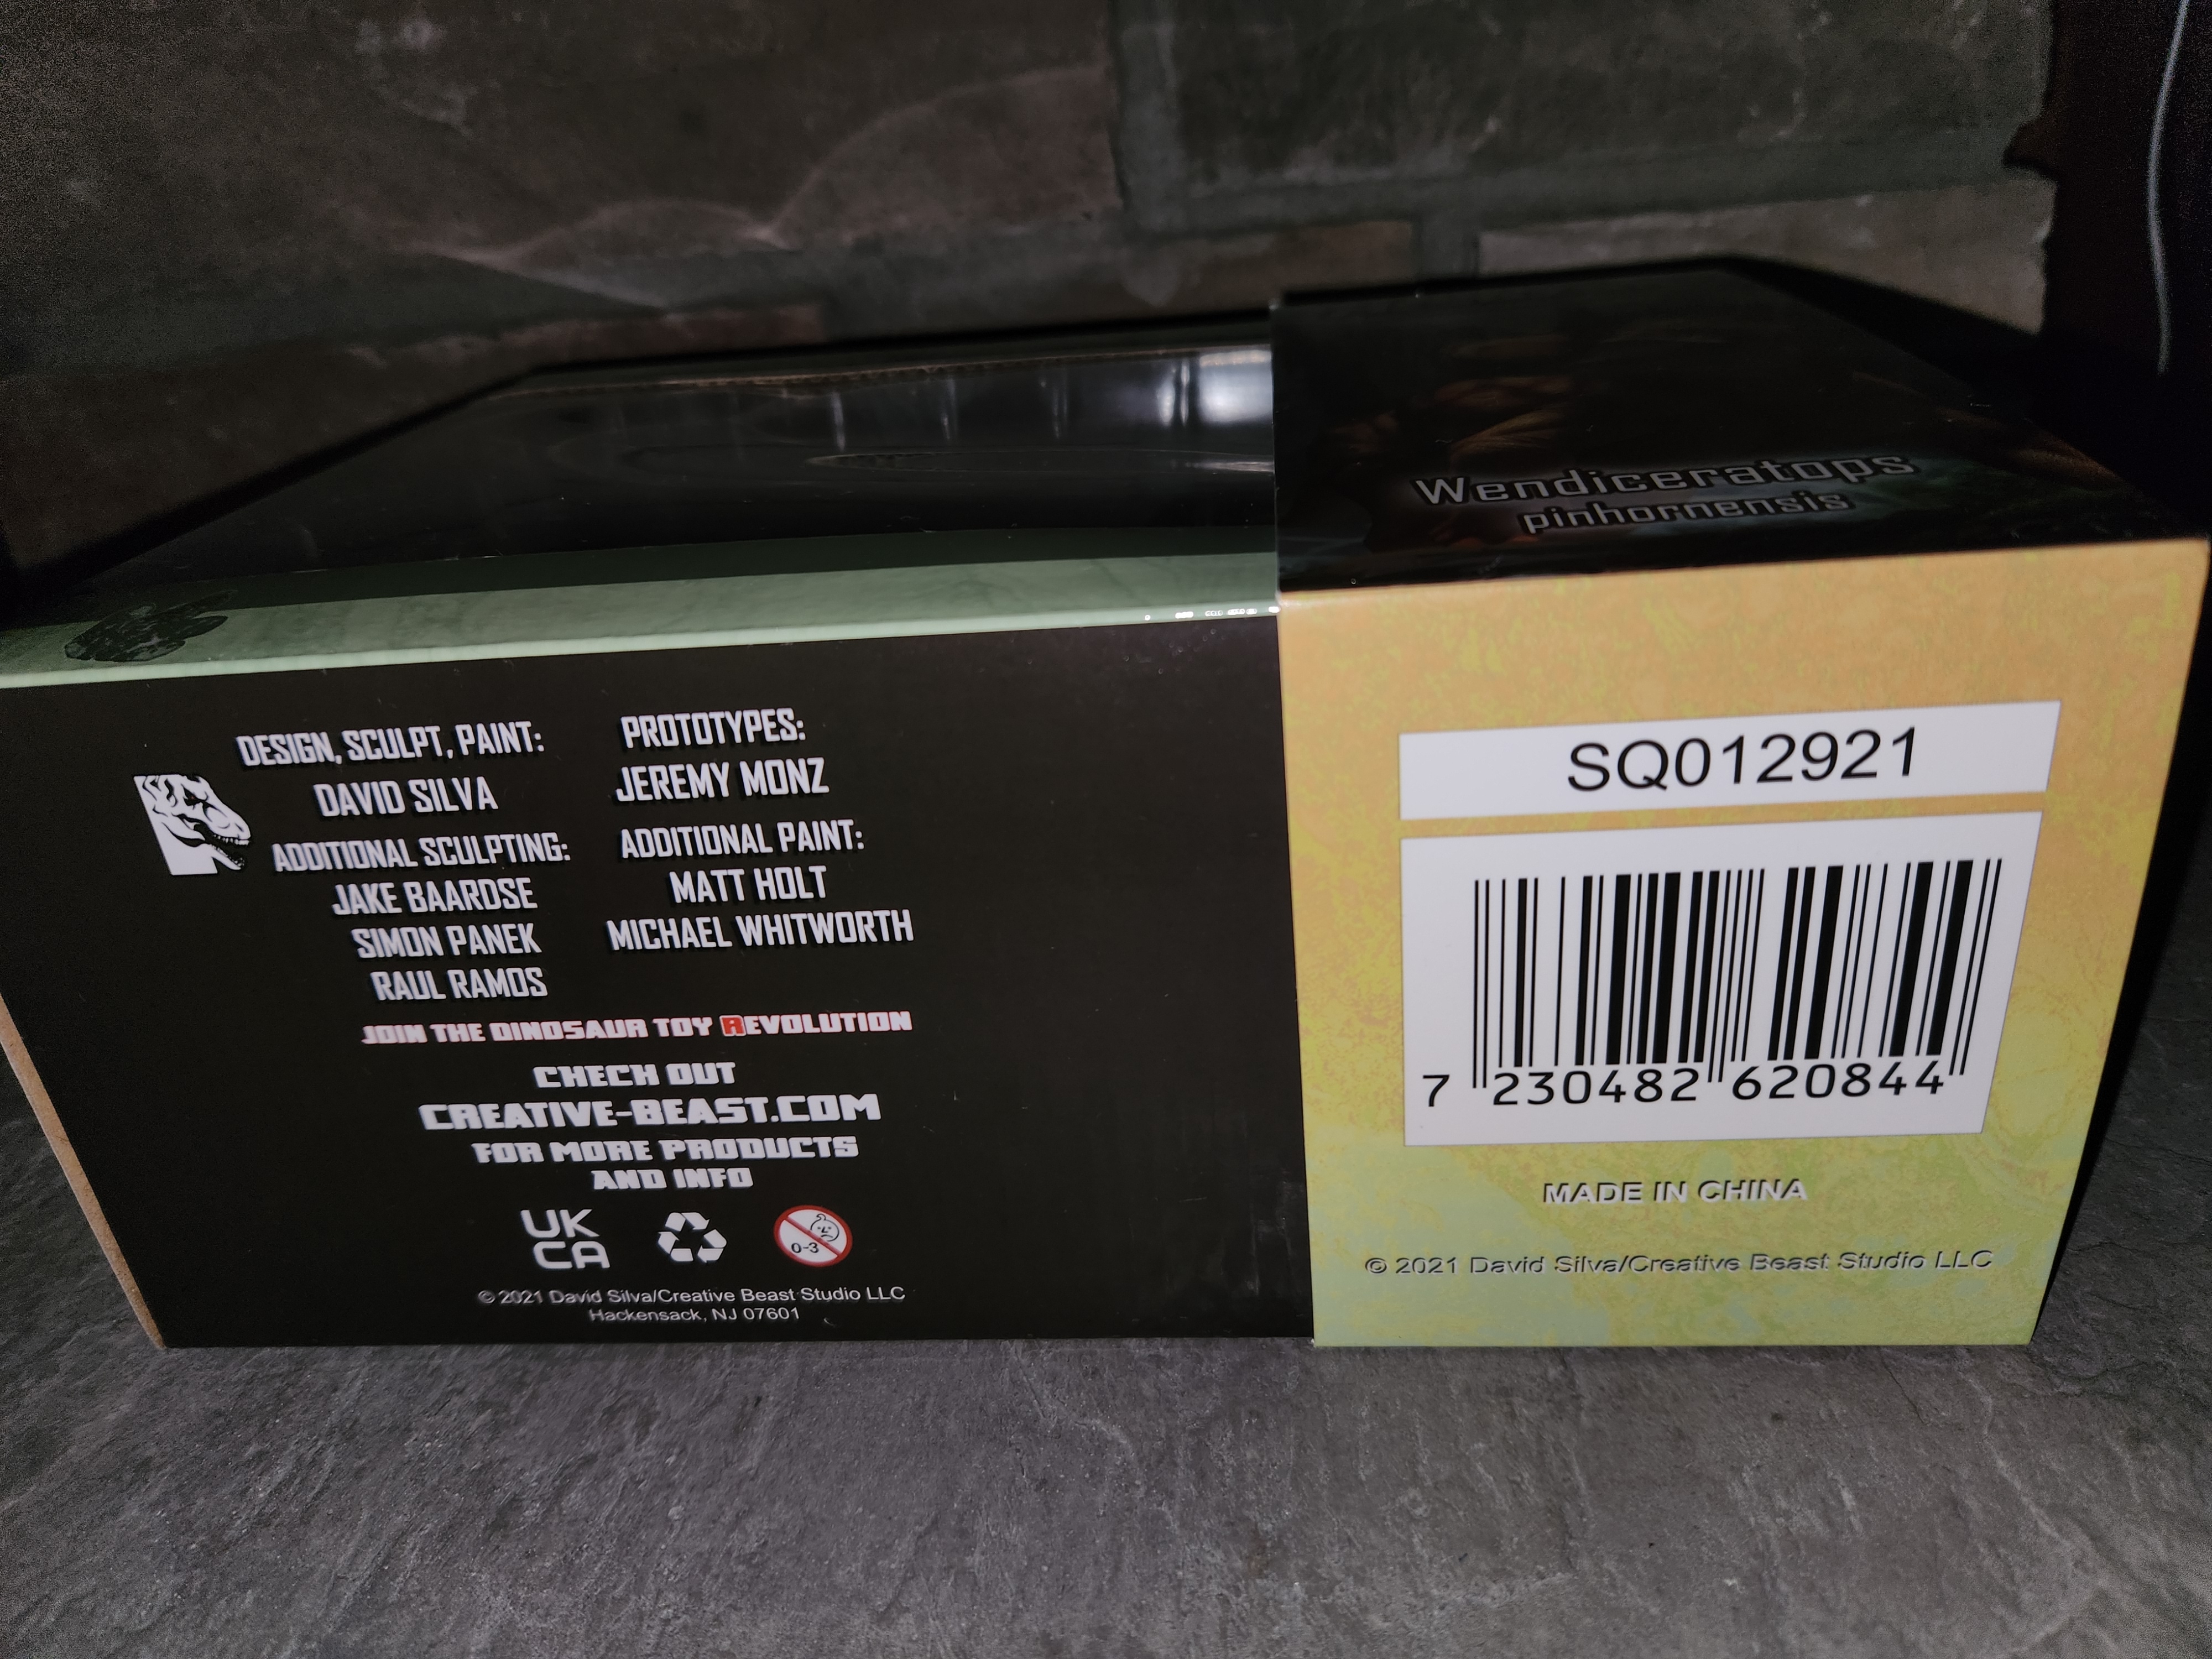 Wendiceratops
pinhornensis
DESIGN, SCULPT, PAINT:
DAVID SILVA
ADDITIONAL SCULPTING:
JAKE BAARDSE
SIMON PANEK
RAUL RAMOS
PROTOTYPES:
JEREMY MONZ
ADDITIONAL PAINT:
MATT HOLT
MICHAEL WHITWORTH
JOIN THE DINOSAUR TOY REVOLUTION
CHECK OUT
CREATIVE-BEAST.COM
FOR MORE PRODUCTS
AND INFO
UK
CA
0-3
© 2021 David Silva/Creative Beast Studio LLC
Hackensack, NJ 07601
SQ012921
7 230482 620844
MADE IN CHINA
© 2021 David Silva/Creative Beast Studio LLC